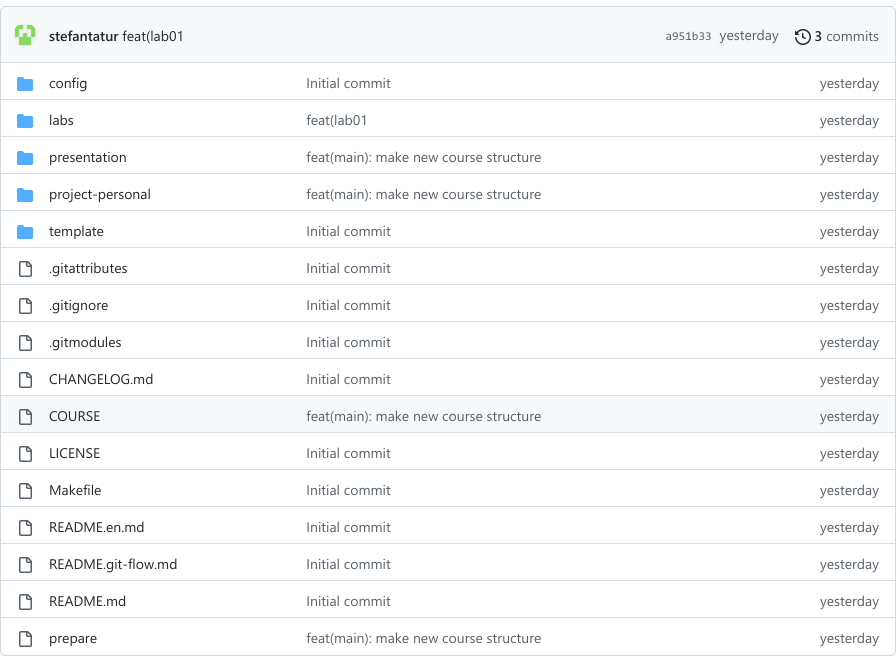 stefantatur feat(lab01 a951b33 yesterday 3 commits
config Initial commit yesterday
labs feat(lab01 yesterday
presentation feat(main): make new course structure yesterday
project-personal feat(main): make new course structure yesterday
template Initial commit yesterday
.gitattributes Initial commit yesterday
.gitignore Initial commit yesterday
.gitmodules Initial commit yesterday
CHANGELOG.md Initial commit yesterday
COURSE feat(main): make new course structure yesterday
LICENSE Initial commit yesterday
Makefile Initial commit yesterday
README.en.md Initial commit yesterday
README.git-flow.md Initial commit yesterday
README.md Initial commit yesterday
prepare feat(main): make new course structure yesterday